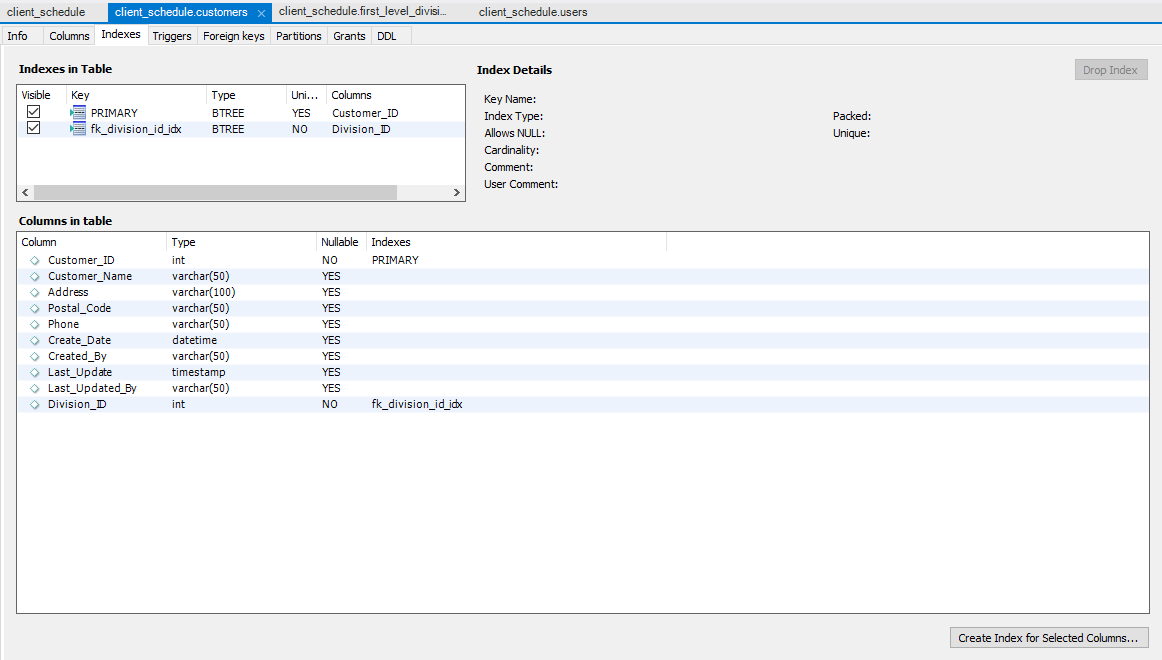 client_schedule client_schedule.customers client_schedule.first_level_divisi... client_schedule.users
Info Columns Indexes Triggers Foreign keys Partitions Grants DDL
Indexes in Table
Visible Key Type Uni... Columns
PRIMARY BTREE YES Customer_ID
fk_division_id_idx BTREE NO Division_ID
Index Details
Drop Index
Key Name:
Index Type: Packed:
Allows NULL: Unique:
Cardinality:
Comment:
User Comment:
Columns in table
Column Type Nullable Indexes
Customer_ID int NO PRIMARY
Customer_Name varchar(50) YES
Address varchar(100) YES
Postal_Code varchar(50) YES
Phone varchar(50) YES
Create_Date datetime YES
Created_By varchar(50) YES
Last_Update timestamp YES
Last_Updated_By varchar(50) YES
Division_ID int NO fk_division_id_idx
Create Index for Selected Columns...